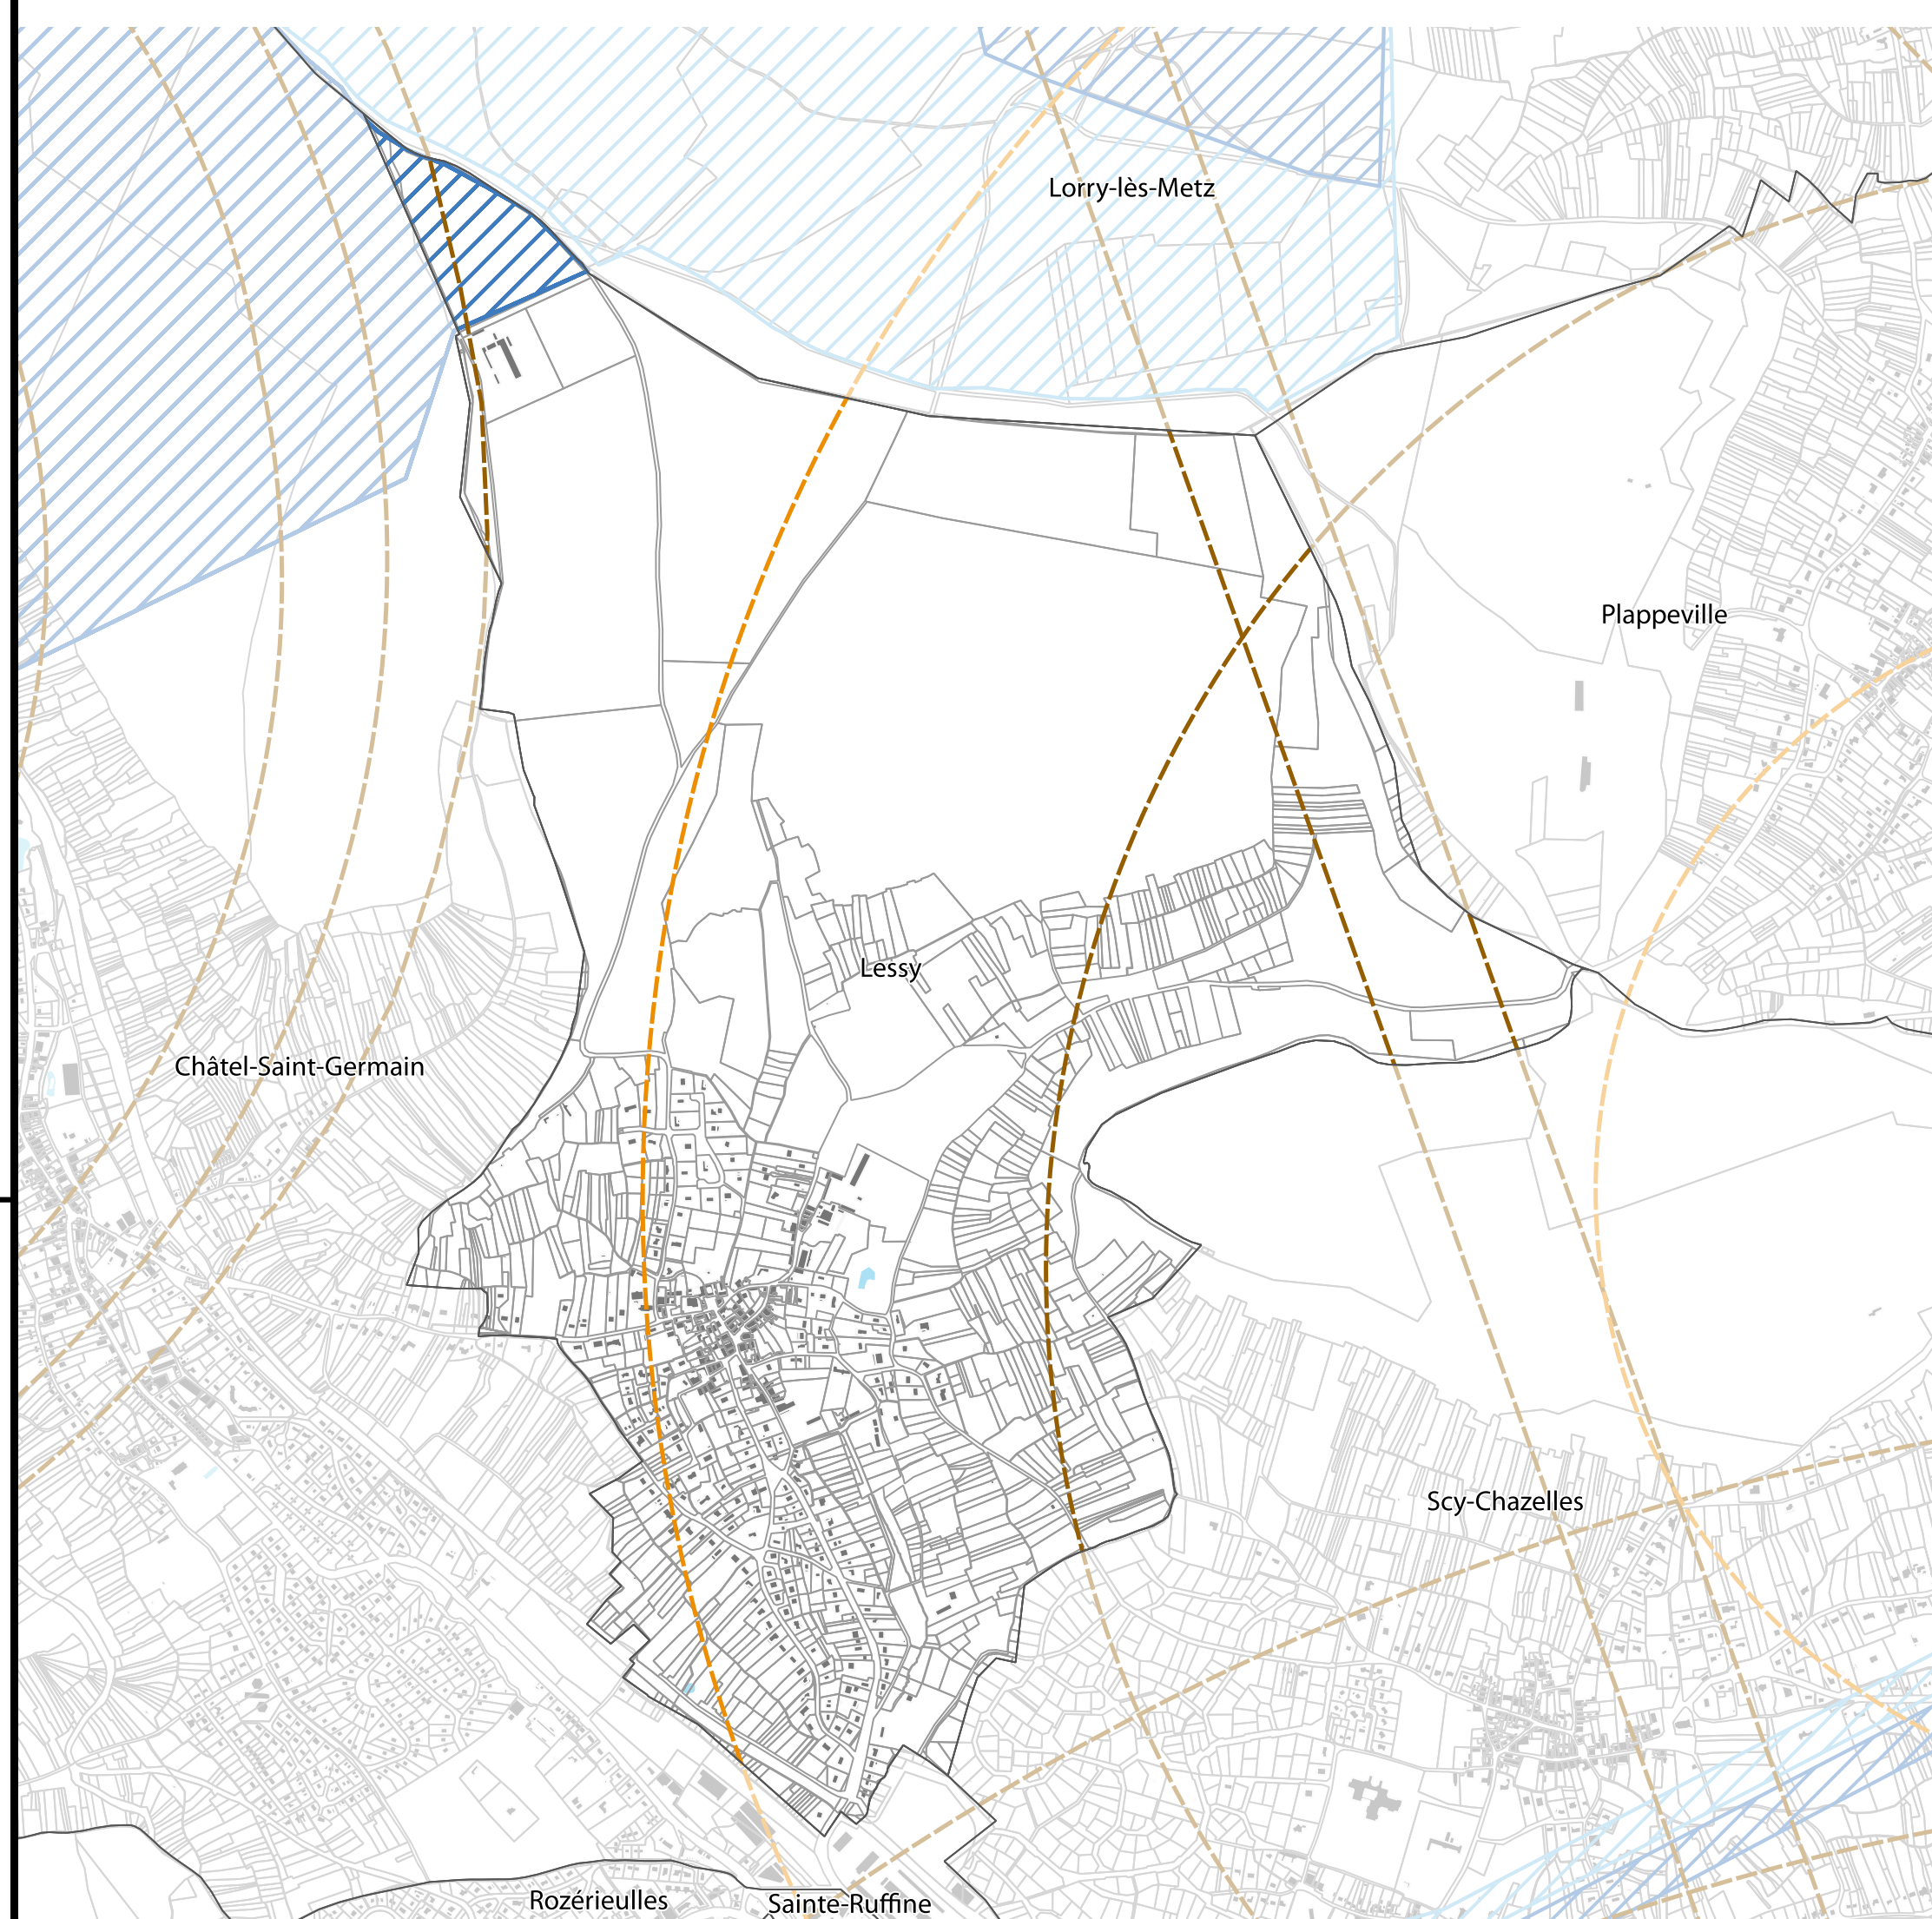 Lorry-lès-Metz
Plappeville
Lessy
Châtel-Saint-Germain
Scy-Chazelles
Rozérieulles
Sainte-Ruffine